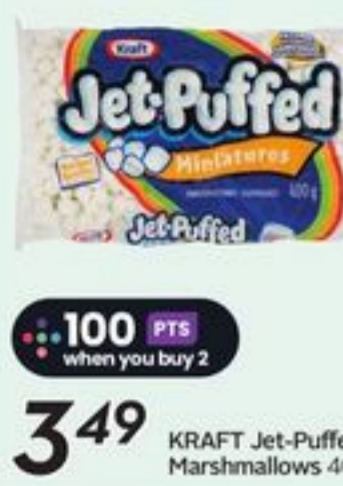 Kraft
Jet-Puffed
Miniatures
400 g
Jet-Puffed
100 PTS
when you buy 2
3 49
KRAFT Jet-Puffe
Marshmallows 40